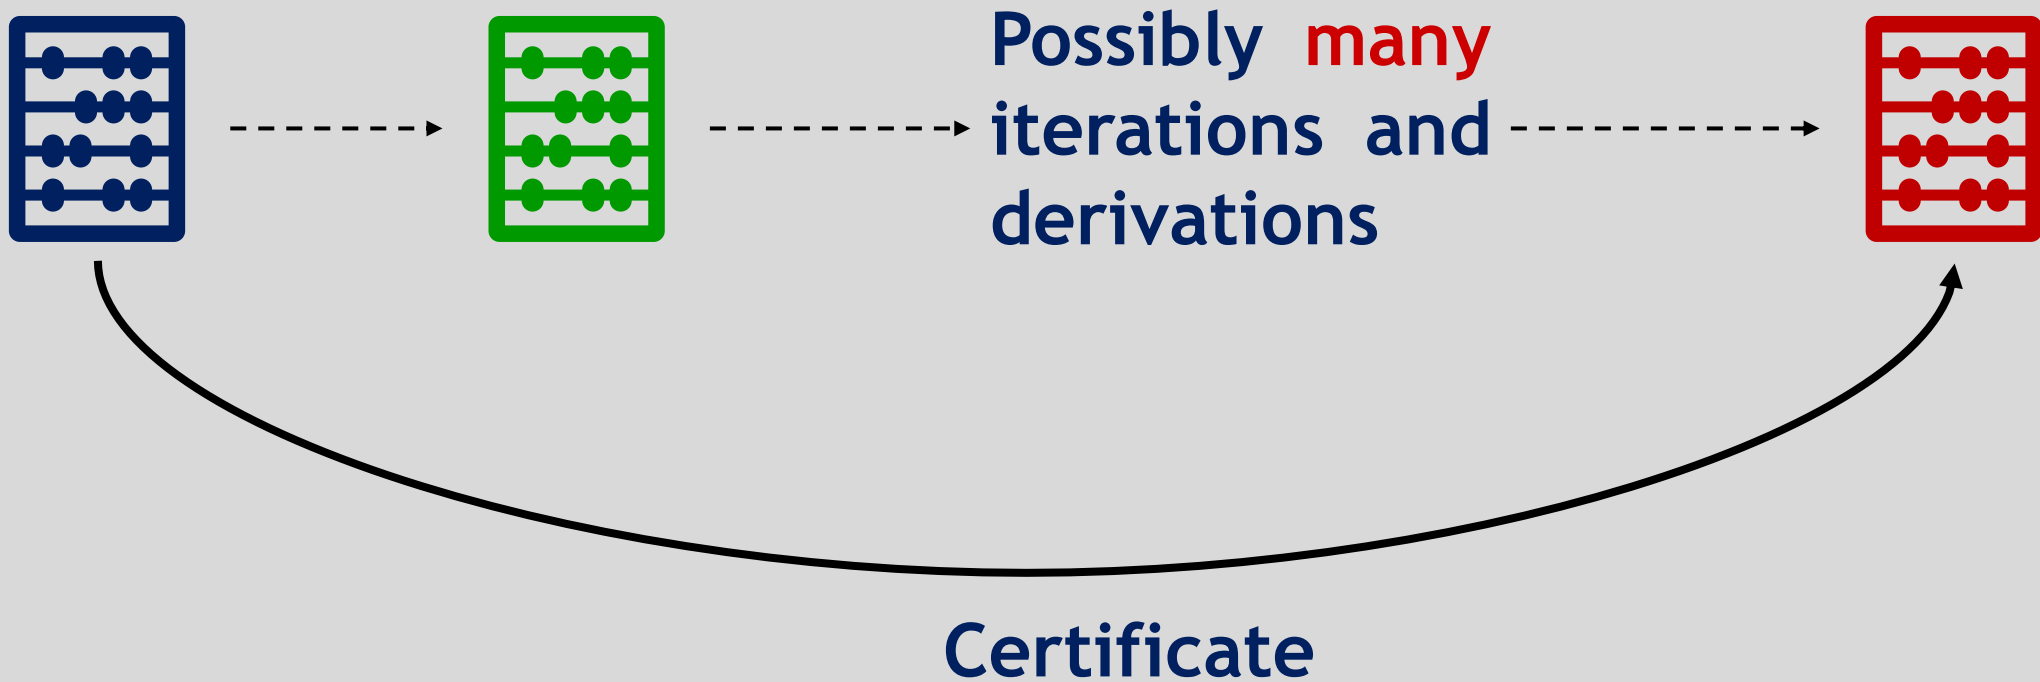 Possibly many
iterations and
derivations
Certificate